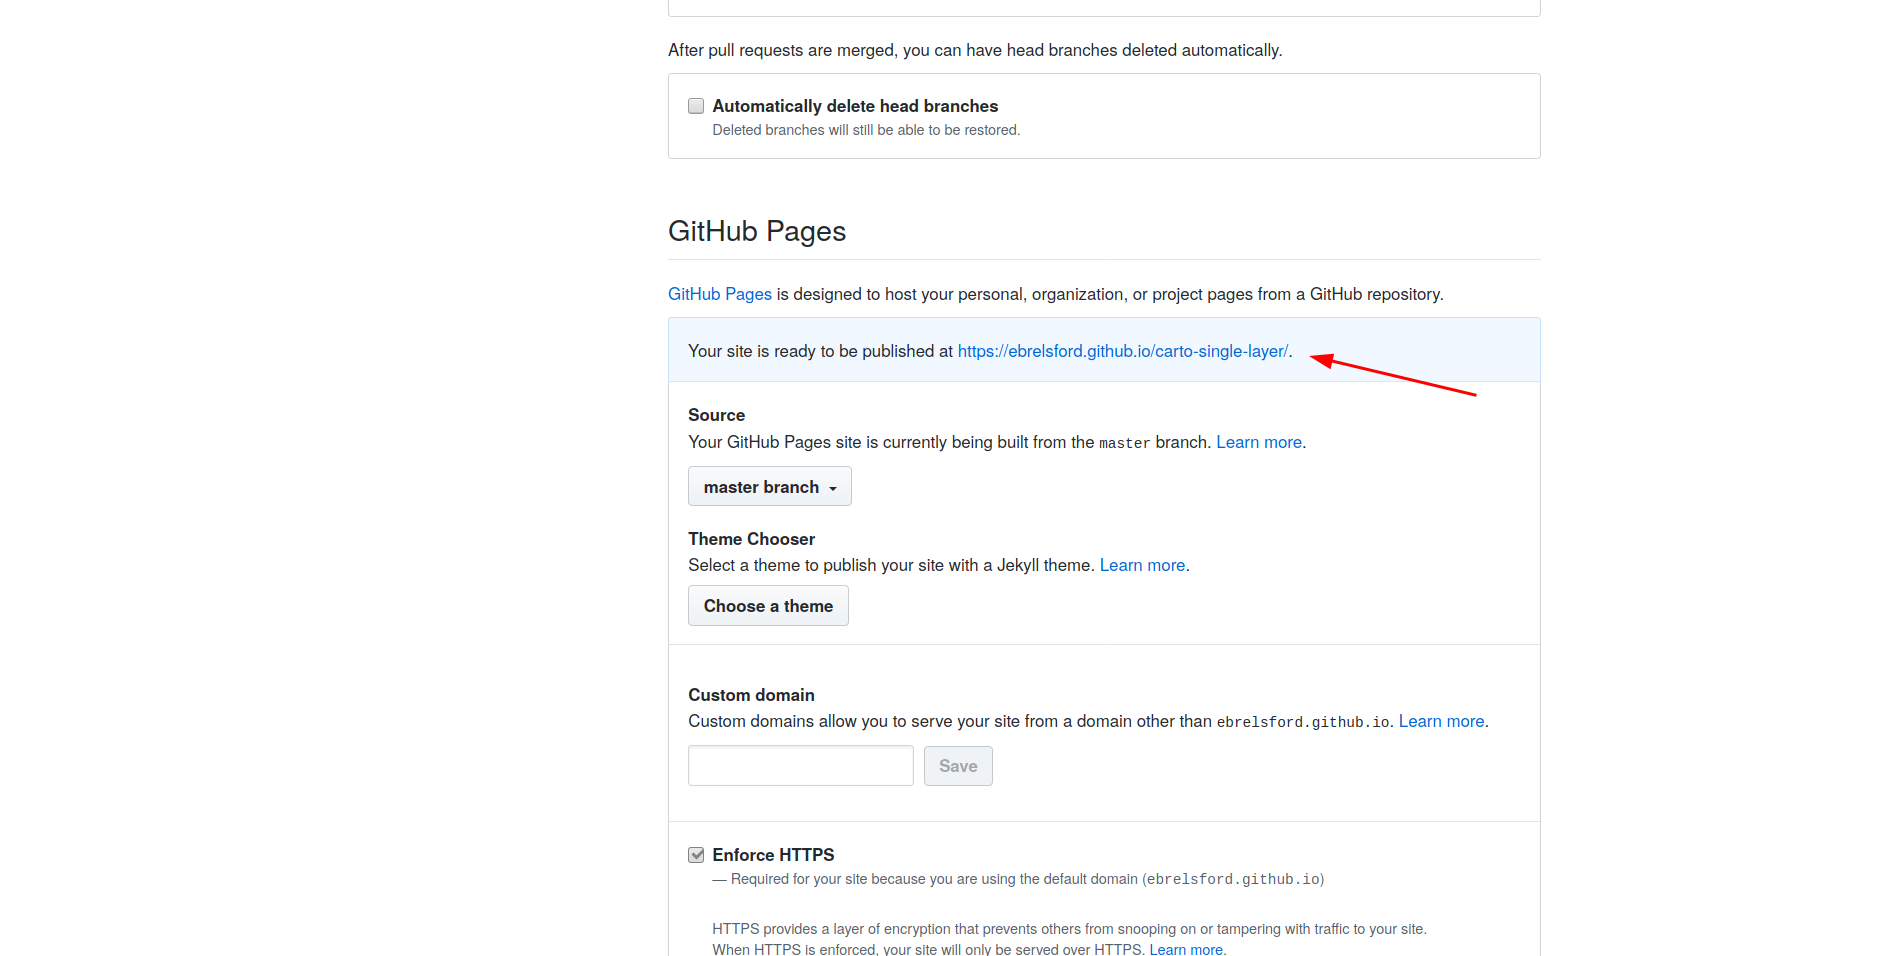 After pull requests are merged, you can have head branches deleted automatically.
Automatically delete head branches
Deleted branches will still be able to be restored.
GitHub Pages
GitHub Pages is designed to host your personal, organization, or project pages from a GitHub repository.
Your site is ready to be published at https://ebrelsford.github.io/carto-single-layer/.
Source
Your GitHub Pages site is currently being built from the master branch. Learn more.
master branch
Theme Chooser
Select a theme to publish your site with a Jekyll theme. Learn more.
Choose a theme
Custom domain
Custom domains allow you to serve your site from a domain other than ebrelsford.github.io. Learn more.
Save
Enforce HTTPS
— Required for your site because you are using the default domain (ebrelsford.github.io)
HTTPS provides a layer of encryption that prevents others from snooping on or tampering with traffic to your site.
When HTTPS is enforced, your site will only be served over HTTPS. Learn more.